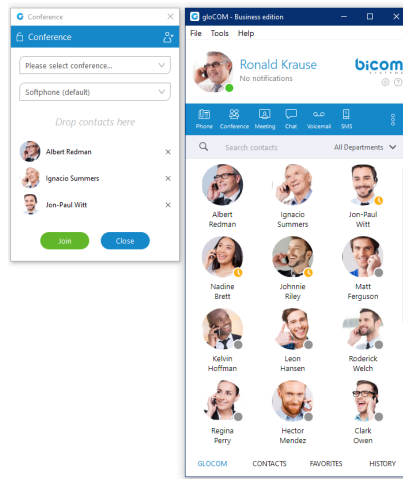 Conference
Conference
Please select conference...
Softphone (default)
Drop contacts here
Albert Redman
Ignacio Summers
Jon-Paul Witt
Join
Close
gloCOM - Business edition
File Tools Help
Ronald Krause
No notifications
bicom
SYSTEMS
Phone Conference Meeting Chat Voicemail SMS
Search contacts
All Departments
Albert
Redman
Ignacio
Summers
Jon-Paul
Witt
Nadine
Brett
Johnnie
Riley
Matt
Ferguson
Kelvin
Hoffman
Leon
Hansen
Roderick
Welch
Regina
Perry
Hector
Mendez
Clark
Owen
GLOCOM CONTACTS FAVORITES HISTORY